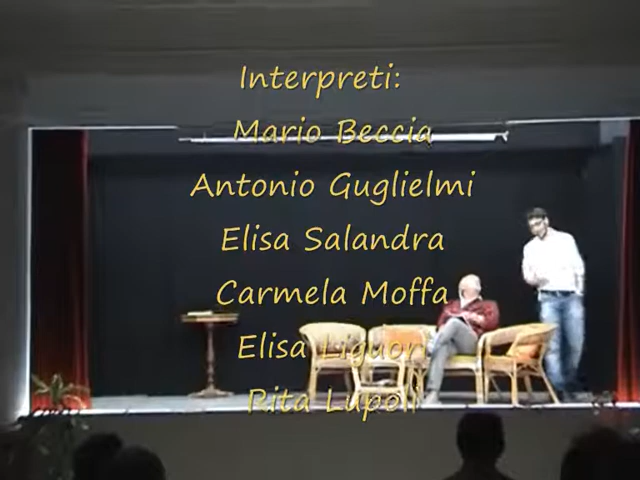 Interpreti:
Mario Beccia
Antonio Guglielmi
Elisa Salandra
Carmela Moffa
Elisa Liguori
Rita Lupoli